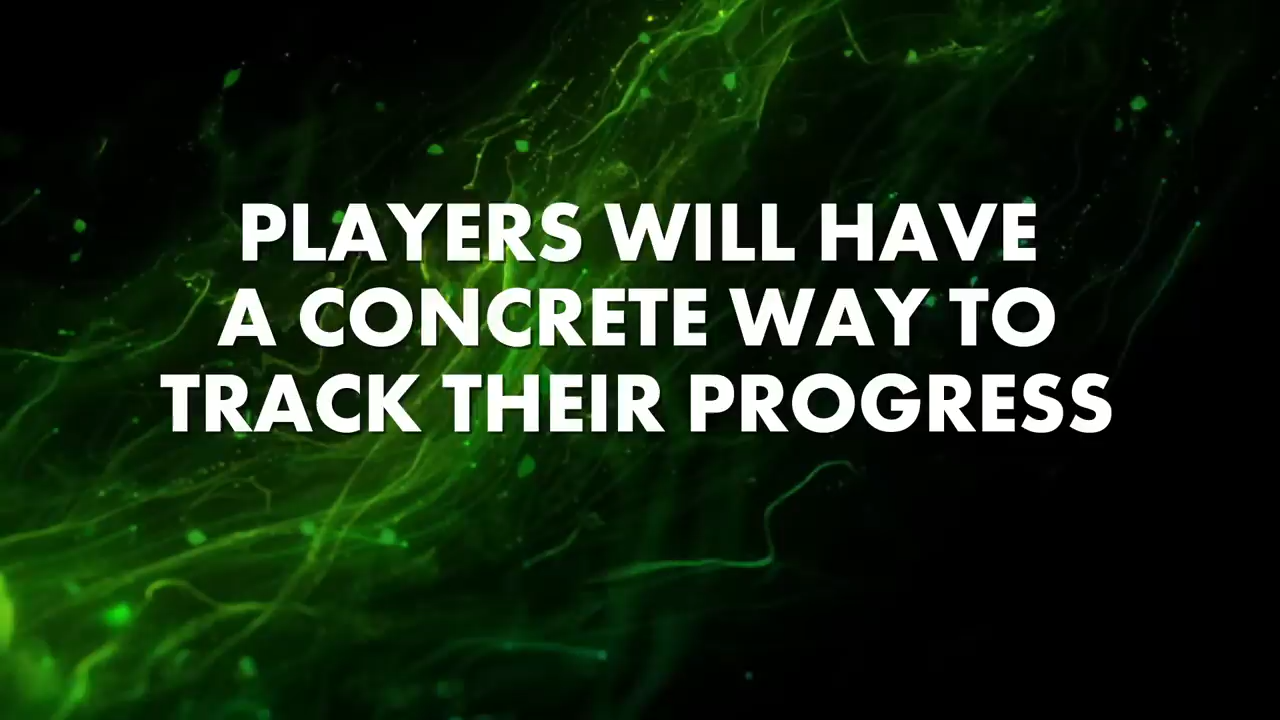 PLAYERS WILL HAVE
A CONCRETE WAY TO
TRACK THEIR PROGRESS